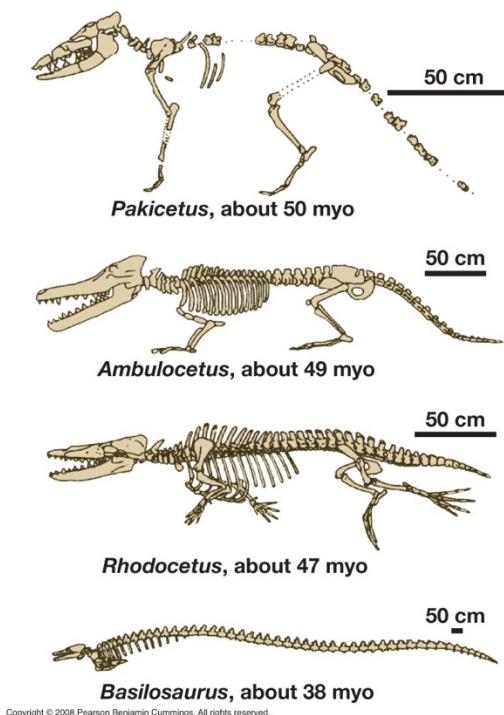 50 cm
Pakicetus, about 50 myo
50 cm
Ambulocetus, about 49 myo
50 cm
Rhodocetus, about 47 myo
50 cm
Basilosaurus, about 38 myo
Copyright © 2008 Pearson Benjamin Cummings. All rights reserved.